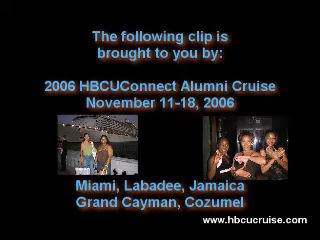 The following clip is
brought to you by:
2006 HBCUConnect Alumni Cruise
November 11-18, 2006
Miami, Labadee, Jamaica
Grand Cayman, Cozumel
www.hbcucruise.com